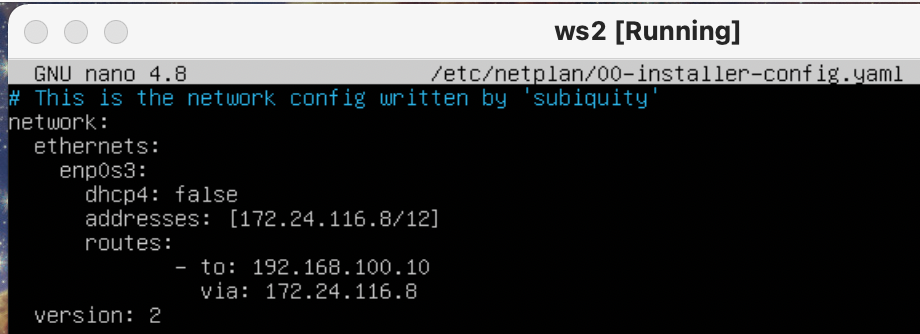 ws2 [Running]
GNU nano 4.8 /etc/netplan/00-installer-config.yaml
# This is the network config written by 'subiquity'
network:
  ethernets:
    enp0s3:
      dhcp4: false
      addresses: [172.24.116.8/12]
      routes:
             - to: 192.168.100.10
               via: 172.24.116.8
  version: 2